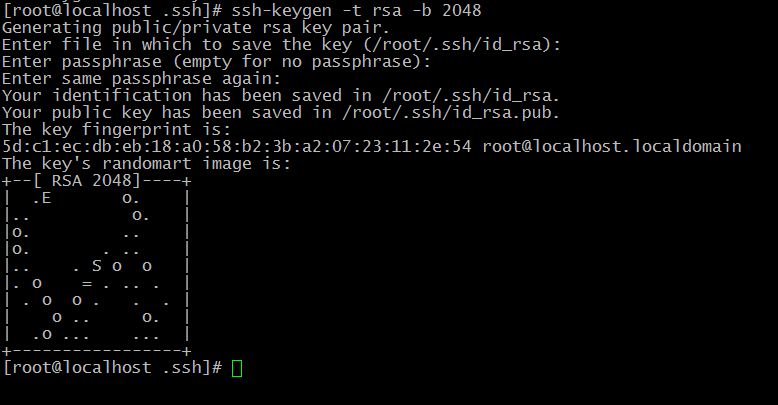 [root@localhost .ssh]# ssh-keygen -t rsa -b 2048
Generating public/private rsa key pair.
Enter file in which to save the key (/root/.ssh/id_rsa):
Enter passphrase (empty for no passphrase):
Enter same passphrase again:
Your identification has been saved in /root/.ssh/id_rsa.
Your public key has been saved in /root/.ssh/id_rsa.pub.
The key fingerprint is:
5d:c1:ec:db:eb:18:a0:58:b2:3b:a2:07:23:11:2e:54 root@localhost.localdomain
The key's randomart image is:
+--[ RSA 2048]----+
|  .E        o.   |
|..           o.  |
|o.          ..   |
|o.        . ..   |
|..    . S o  o   |
|. o    = . .. .  |
| . o  o .   .  . |
|    o ..     o.  |
|  .o ...    ...  |
+-----------------+
[root@localhost .ssh]#